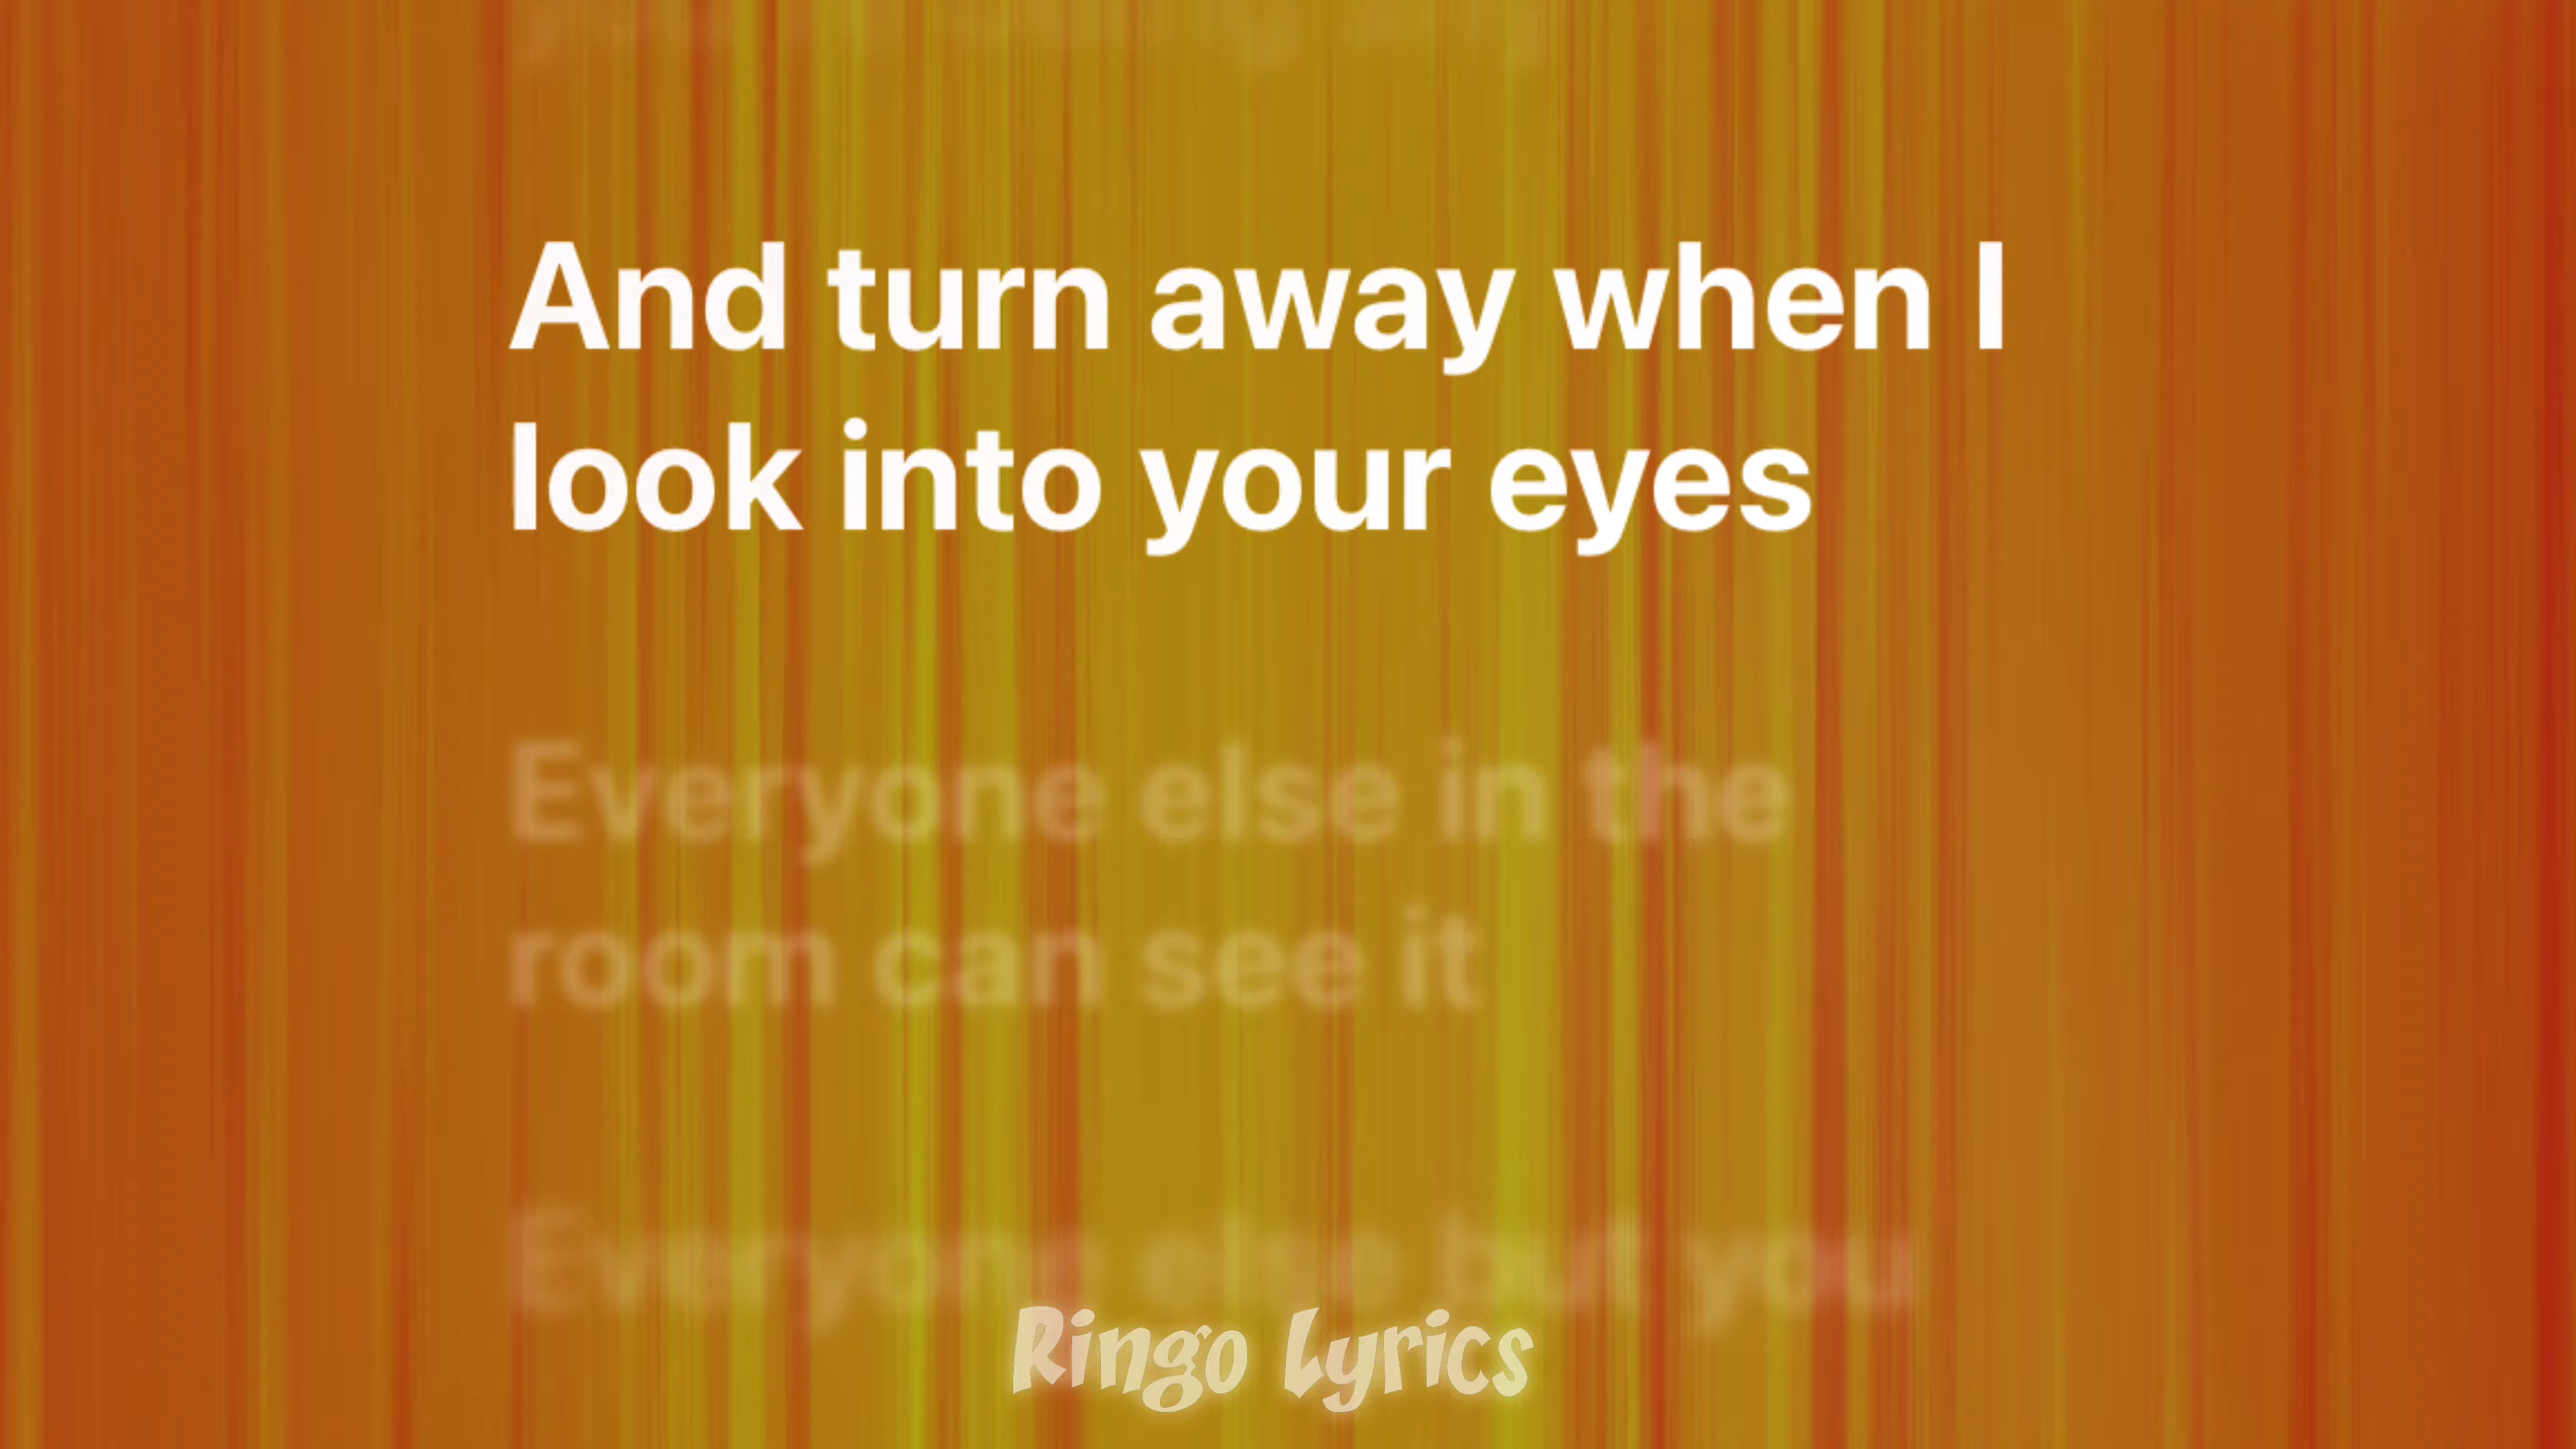 And turn away when I
look into your eyes
Everyone else in the
room can see it
Everyone else but you
Ringo Lyrics